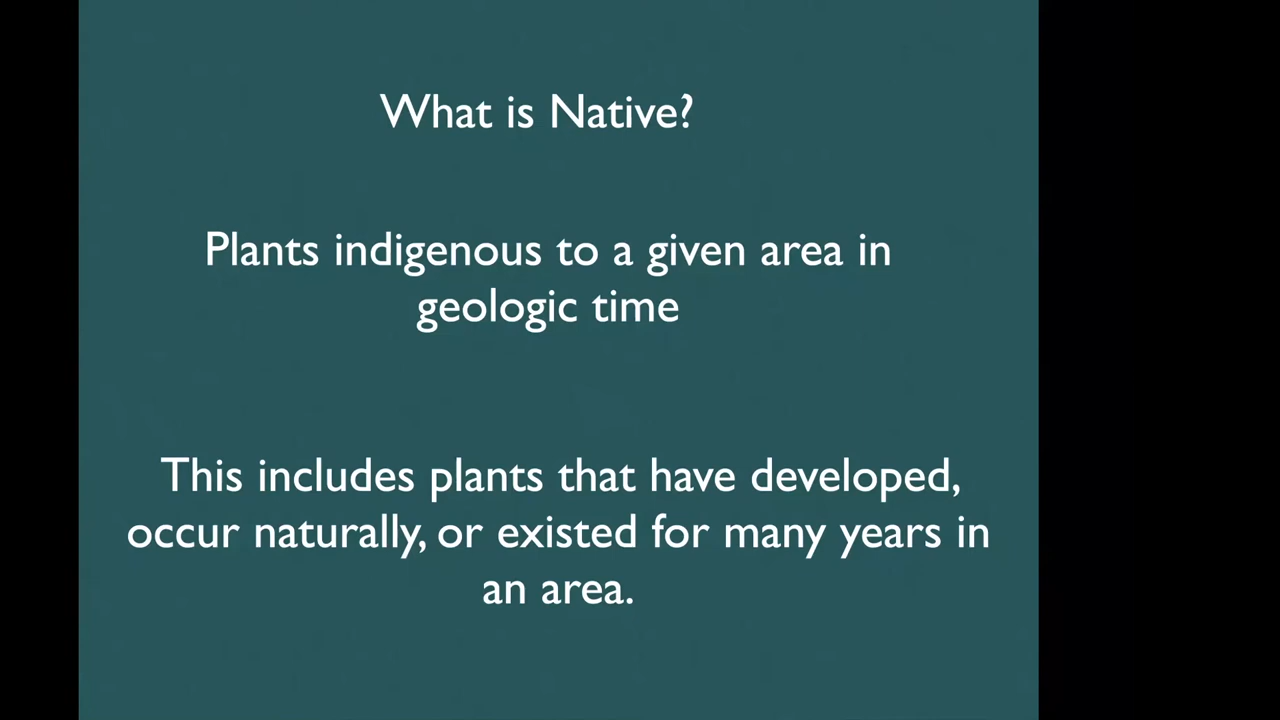 What is Native?
Plants indigenous to a given area in
geologic time
This includes plants that have developed,
occur naturally, or existed for many years in
an area.